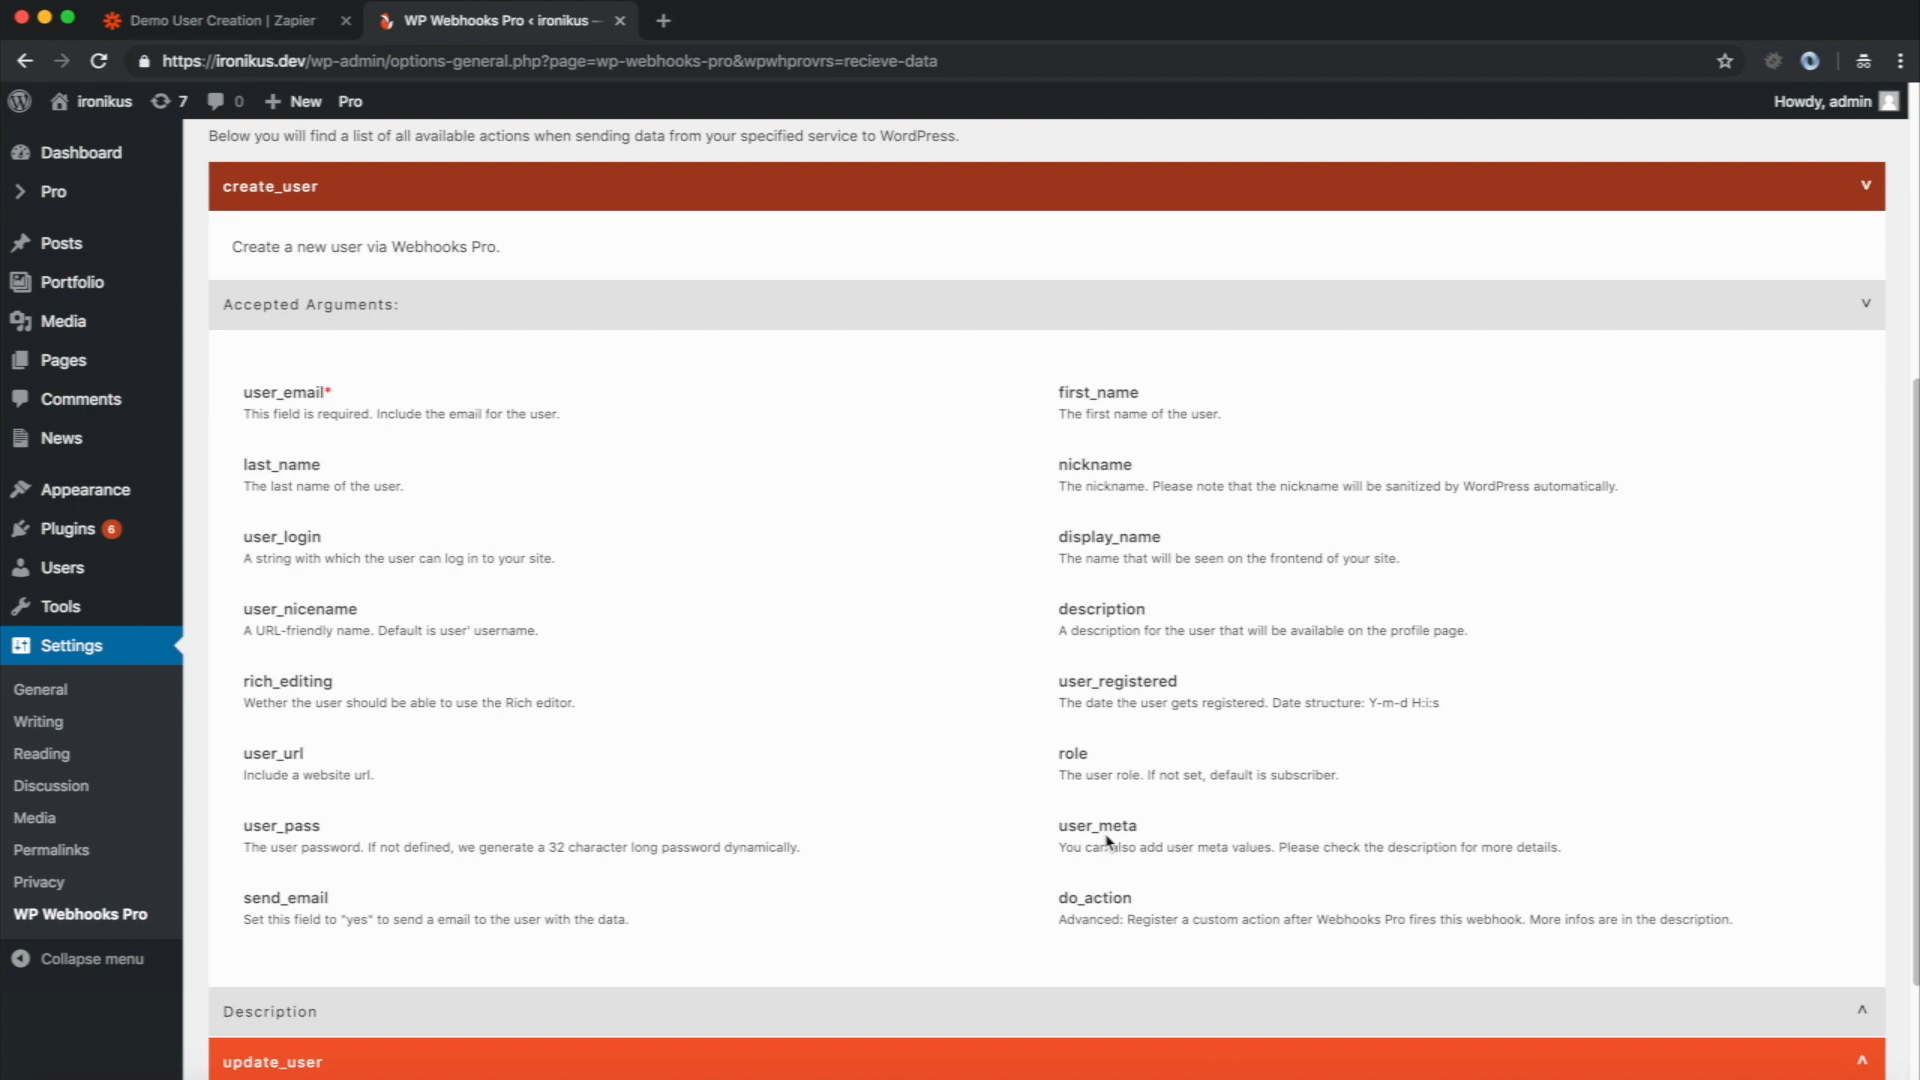 Demo User Creation | Zapier
WP Webhooks Pro ‹ ironikus —
https://ironikus.dev/wp-admin/options-general.php?page=wp-webhooks-pro&wpwhprovrs=recieve-data
ironikus 7 0 New Pro
Howdy, admin
Dashboard
Pro
Posts
Portfolio
Media
Pages
Comments
News
Appearance
Plugins 6
Users
Tools
Settings
General
Writing
Reading
Discussion
Media
Permalinks
Privacy
WP Webhooks Pro
Collapse menu
Below you will find a list of all available actions when sending data from your specified service to WordPress.
create_user
Create a new user via Webhooks Pro.
Accepted Arguments:
user_email*
This field is required. Include the email for the user.
first_name
The first name of the user.
last_name
The last name of the user.
nickname
The nickname. Please note that the nickname will be sanitized by WordPress automatically.
user_login
A string with which the user can log in to your site.
display_name
The name that will be seen on the frontend of your site.
user_nicename
A URL-friendly name. Default is user' username.
description
A description for the user that will be available on the profile page.
rich_editing
Wether the user should be able to use the Rich editor.
user_registered
The date the user gets registered. Date structure: Y-m-d H:i:s
user_url
Include a website url.
role
The user role. If not set, default is subscriber.
user_pass
The user password. If not defined, we generate a 32 character long password dynamically.
user_meta
You can also add user meta values. Please check the description for more details.
send_email
Set this field to "yes" to send a email to the user with the data.
do_action
Advanced: Register a custom action after Webhooks Pro fires this webhook. More infos are in the description.
Description
update_user